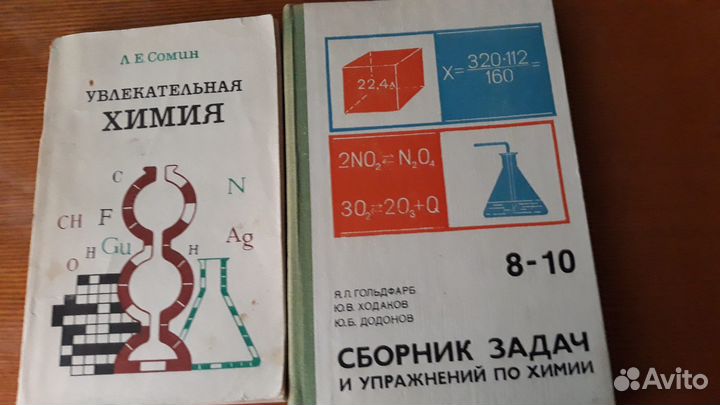 Л.Е.Сомин
УВЛЕКАТЕЛЬНАЯ
ХИМИЯ
C
N
CH
F
Gu
Ag
O
H
H
22,4л
X=320·112/160=
2NO₂⇄N₂O₄
3O₂⇄2O₃+Q
8-10
Я.Л.ГОЛЬДФАРБ
Ю.В.ХОДАКОВ
Ю.Б.ДОДОНОВ
СБОРНИК ЗАДАЧ
И УПРАЖНЕНИЙ ПО ХИМИИ
Avito